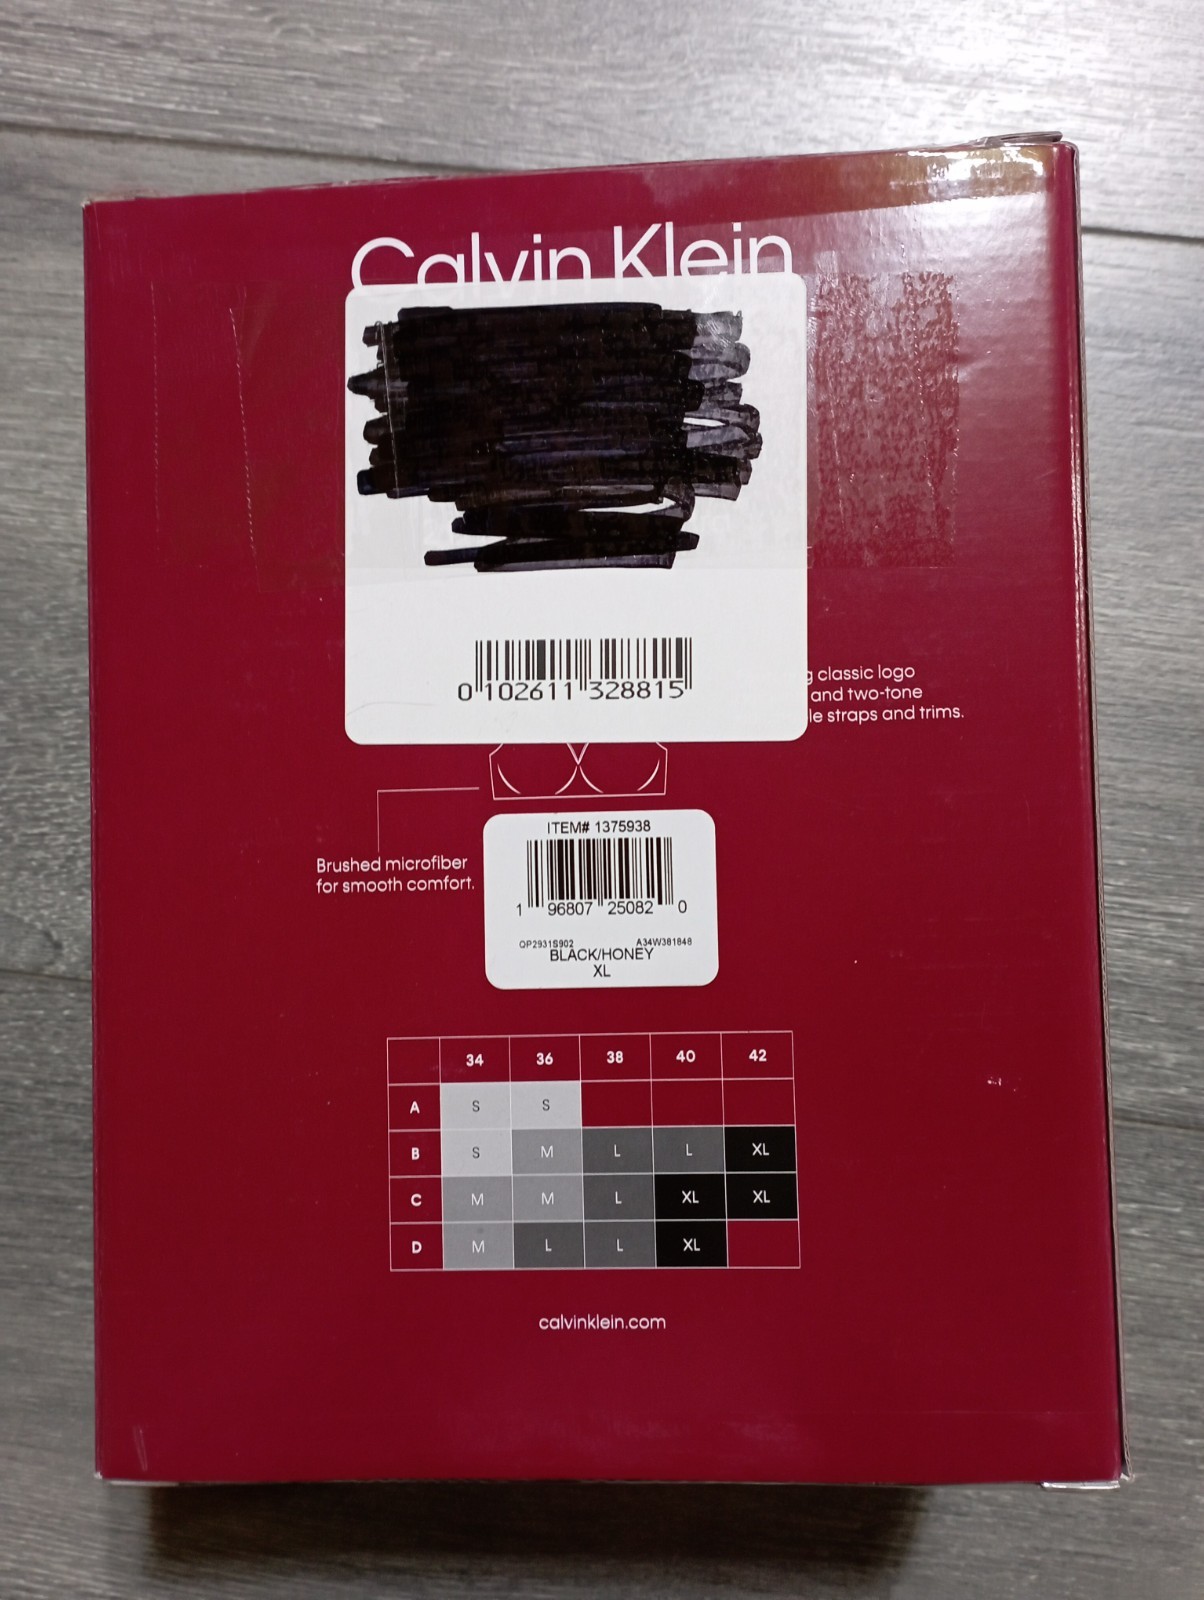 Calvin Klein
0 102611 328815
g classic logo
and two-tone
le straps and trims.
Brushed microfiber
for smooth comfort.
ITEM# 1375938
1 96807 25082 0
QP2931S902 A34W381848
BLACK/HONEY
XL
34 36 38 40 42
A S S
B S M L L XL
C M M L XL XL
D M L L XL
calvinklein.com